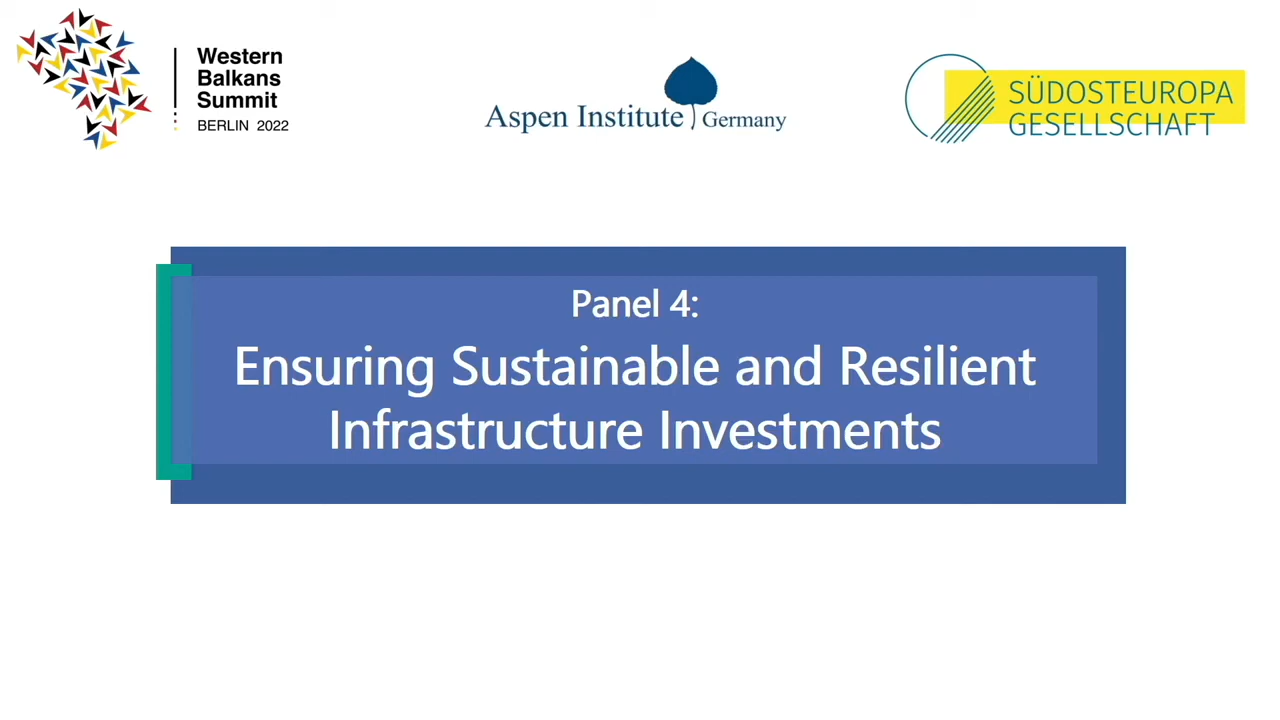 Western
Balkans
Summit
BERLIN 2022
Aspen Institute Germany
SÜDOSTEUROPA
GESELLSCHAFT
Panel 4:
Ensuring Sustainable and Resilient
Infrastructure Investments